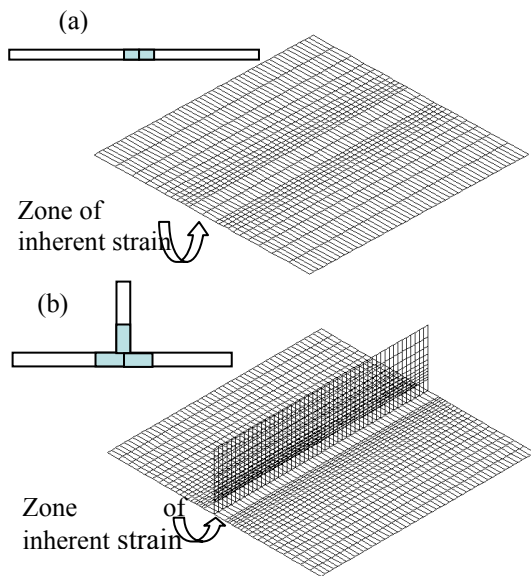 (a)
Zone of
inherent strain
(b)
Zone of
inherent strain